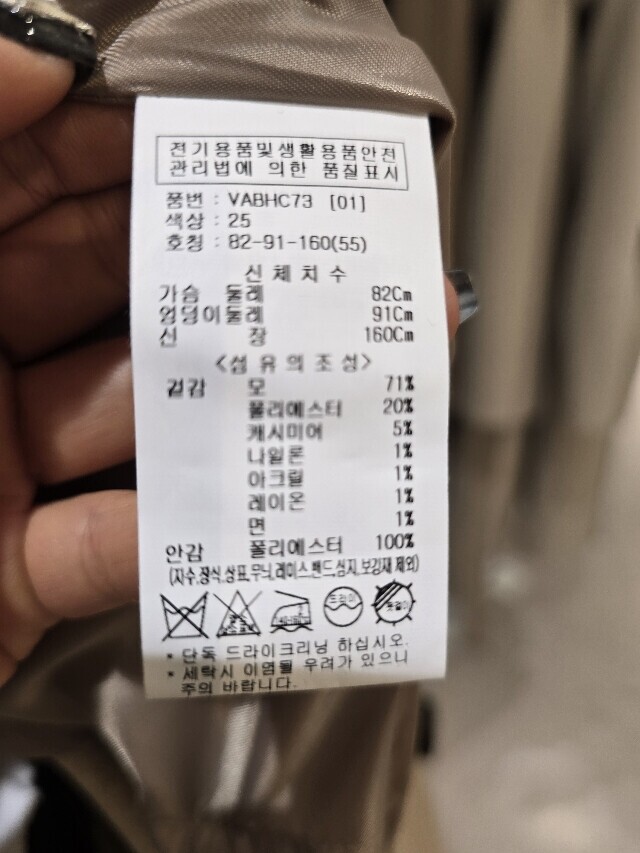 전기용품및생활용품안전
관리법에 의한 품질표시
품번 : VABHC73 [01]
색상 : 25
호칭 : 82-91-160(55)
신체치수
가슴 둘레 82Cm
엉덩이둘레 91Cm
신 장 160Cm
<섬유의조성>
겉감 모 71%
폴리에스터 20%
캐시미어 5%
나일론 1%
아크릴 1%
레이온 1%
면 1%
안감 폴리에스터 100%
(자수,장식,상표,무늬,레이스,밴드,심지,보강재 제외)
드라이
* 단독 드라이크리닝 하십시오.
* 세탁시 이염될 우려가 있으니
주의 바랍니다.